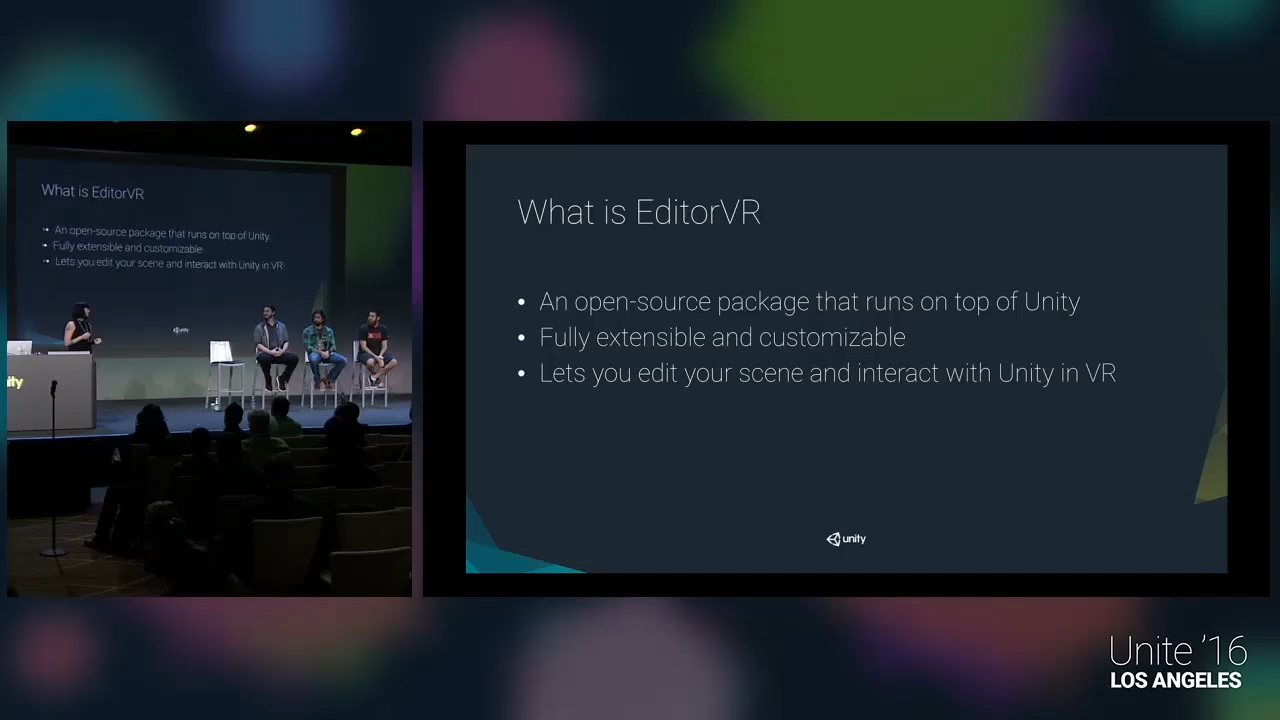 What is EditorVR
• An open-source package that runs on top of Unity.
• Fully extensible and customizable
• Lets you edit your scene and interact with Unity in VR
unity
ity
What is EditorVR
• An open-source package that runs on top of Unity
• Fully extensible and customizable
• Lets you edit your scene and interact with Unity in VR
unity
Unite '16
LOS ANGELES